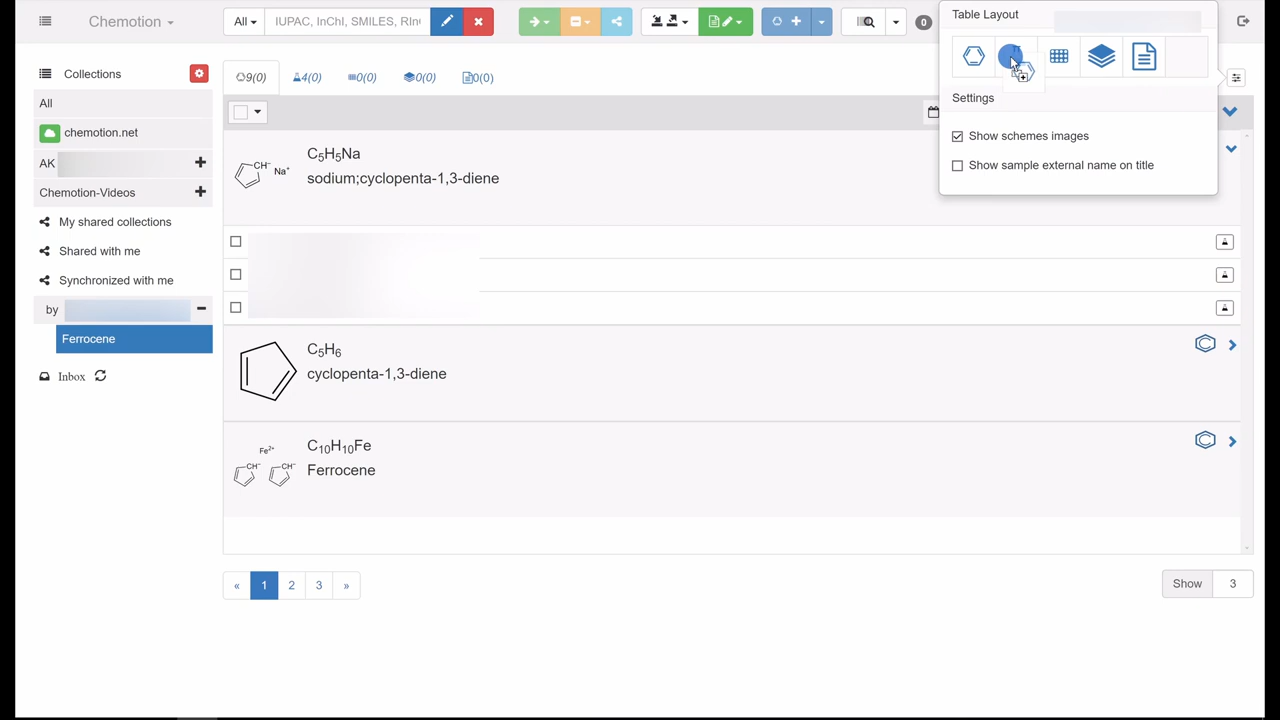 Chemotion
All
IUPAC, InChI, SMILES, RInC
0
Table Layout
Collections
9(0)
4(0)
0(0)
0(0)
0(0)
Settings
All
chemotion.net
Show schemes images
AK
C5H5Na
Show sample external name on title
CH⁻
Na⁺
sodium;cyclopenta-1,3-diene
Chemotion-Videos
My shared collections
Shared with me
Synchronized with me
by
Ferrocene
C5H6
cyclopenta-1,3-diene
Inbox
C10H10Fe
Fe²⁺
CH⁻
CH⁻
Ferrocene
« 1 2 3 »
Show 3